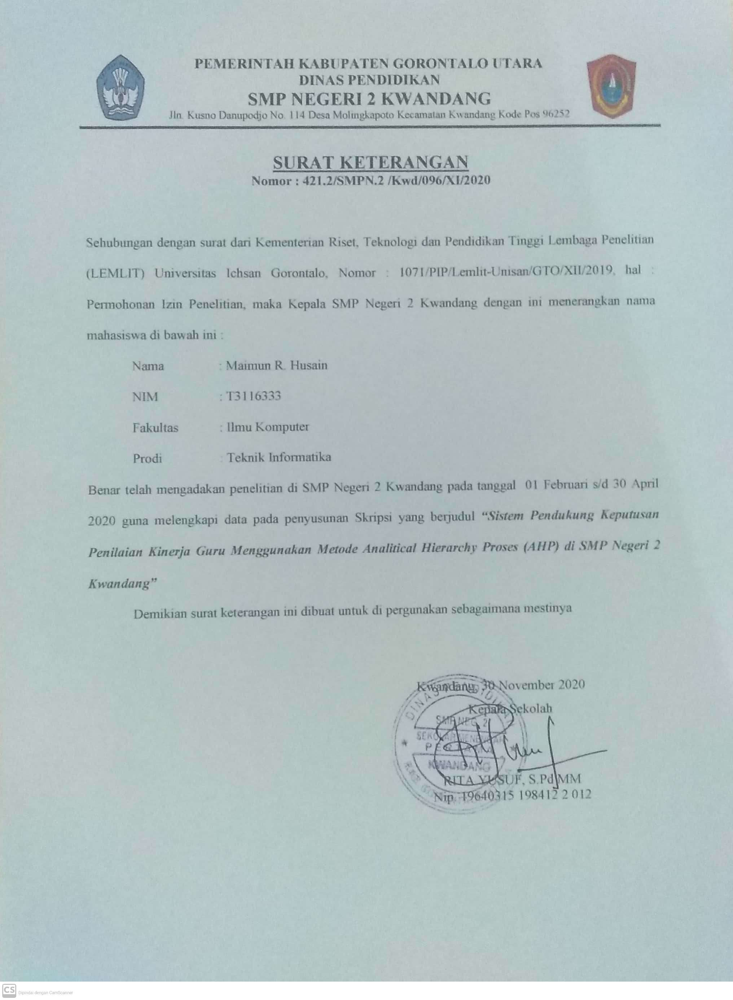 PEMERINTAH KABUPATEN GORONTALO UTARA
DINAS PENDIDIKAN
SMP NEGERI 2 KWANDANG
Jln. Kusno Danupodjo No. 114 Desa Molingkapoto Kecamatan Kwandang Kode Pos 96252
SURAT KETERANGAN
Nomor : 421.2/SMPN.2 /Kwd/096/XI/2020
Sehubungan dengan surat dari Kementerian Riset, Teknologi dan Pendidikan Tinggi Lembaga Penelitian
(LEMLIT) Universitas Ichsan Gorontalo, Nomor : 1071/PIP/Lemlit-Unisan/GTO/XII/2019, hal :
Permohonan Izin Penelitian, maka Kepala SMP Negeri 2 Kwandang dengan ini menerangkan nama
mahasiswa di bawah ini :
Nama : Maimun R. Husain
NIM : T3116333
Fakultas : Ilmu Komputer
Prodi : Teknik Informatika
Benar telah mengadakan penelitian di SMP Negeri 2 Kwandang pada tanggal 01 Februari s/d 30 April
2020 guna melengkapi data pada penyusunan Skripsi yang berjudul “Sistem Pendukung Keputusan
Penilaian Kinerja Guru Menggunakan Metode Analitical Hierarchy Proses (AHP) di SMP Negeri 2
Kwandang”
Demikian surat keterangan ini dibuat untuk di pergunakan sebagaimana mestinya
Kwandang, 30 November 2020
Kepala Sekolah
DINAS PENDIDIKAN
SMP NEG. 2
SEKOLAH MENENGAH
PERTAMA
KWANDANG
RITA YUSUF, S.Pd MM
Nip. 19640315 198412 2 012
CS Dipindai dengan CamScanner